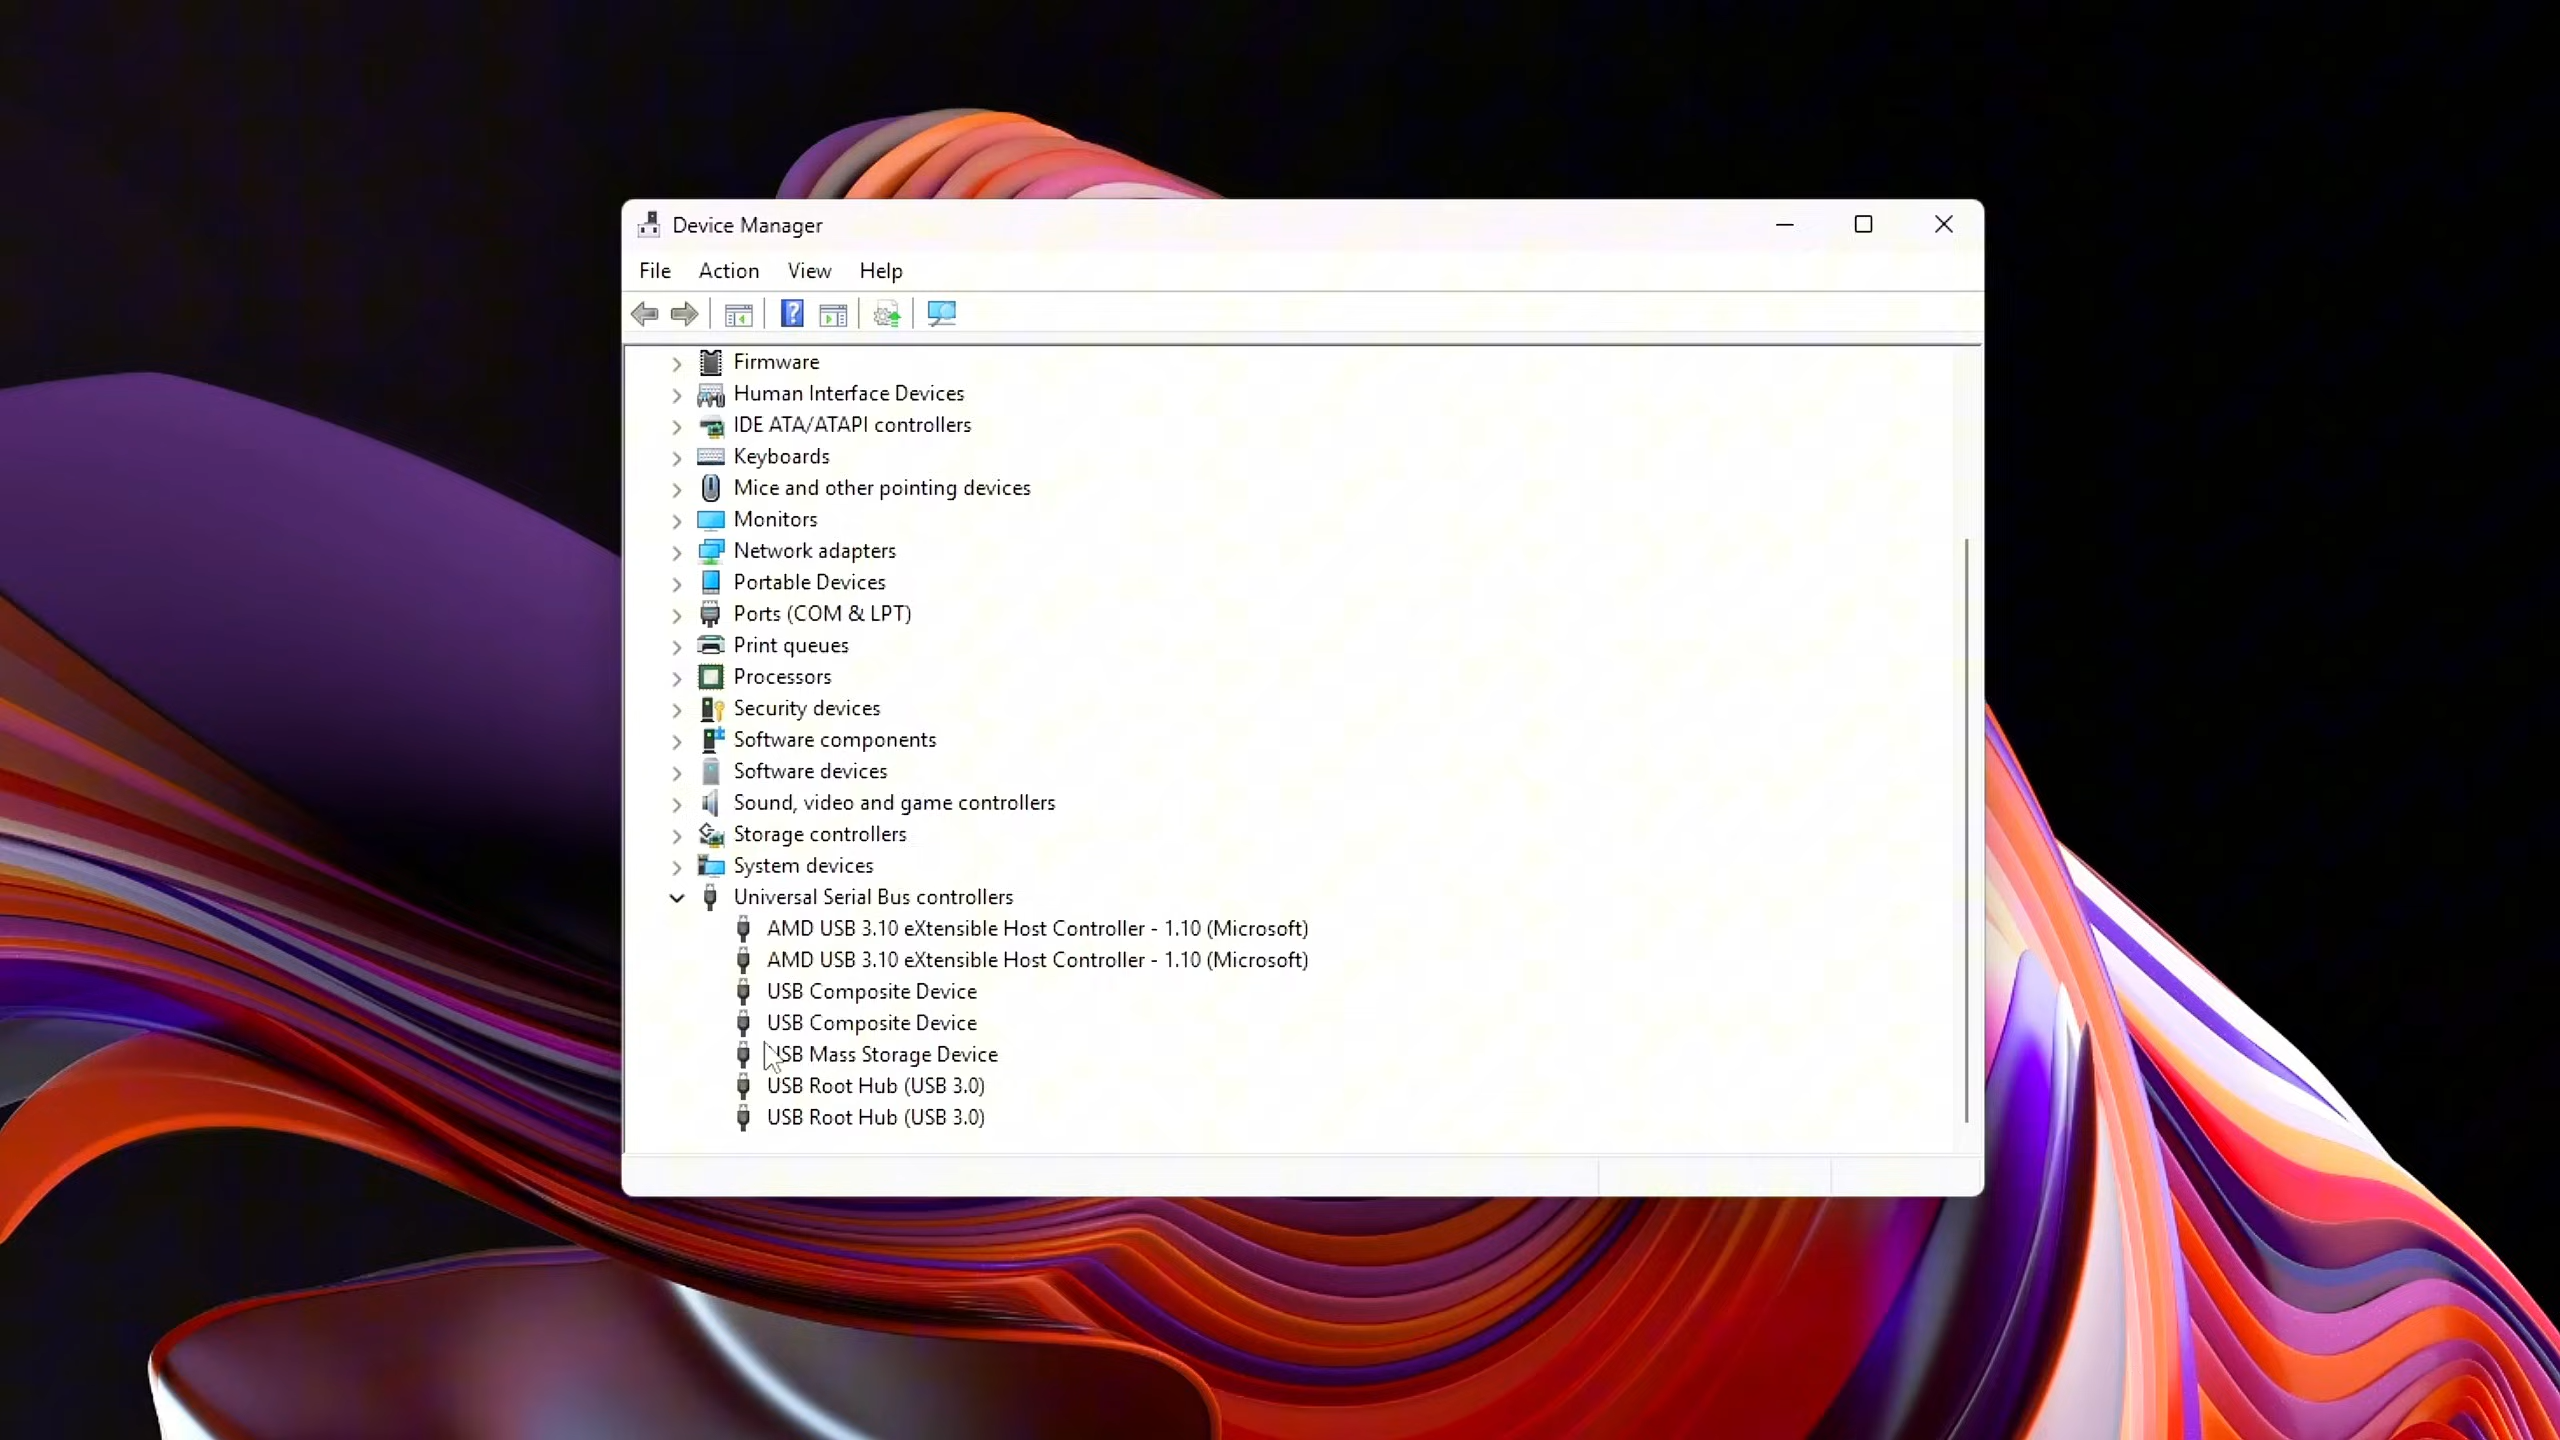 Device Manager
File Action View Help
Firmware
Human Interface Devices
IDE ATA/ATAPI controllers
Keyboards
Mice and other pointing devices
Monitors
Network adapters
Portable Devices
Ports (COM & LPT)
Print queues
Processors
Security devices
Software components
Software devices
Sound, video and game controllers
Storage controllers
System devices
Universal Serial Bus controllers
AMD USB 3.10 eXtensible Host Controller - 1.10 (Microsoft)
AMD USB 3.10 eXtensible Host Controller - 1.10 (Microsoft)
USB Composite Device
USB Composite Device
USB Mass Storage Device
USB Root Hub (USB 3.0)
USB Root Hub (USB 3.0)